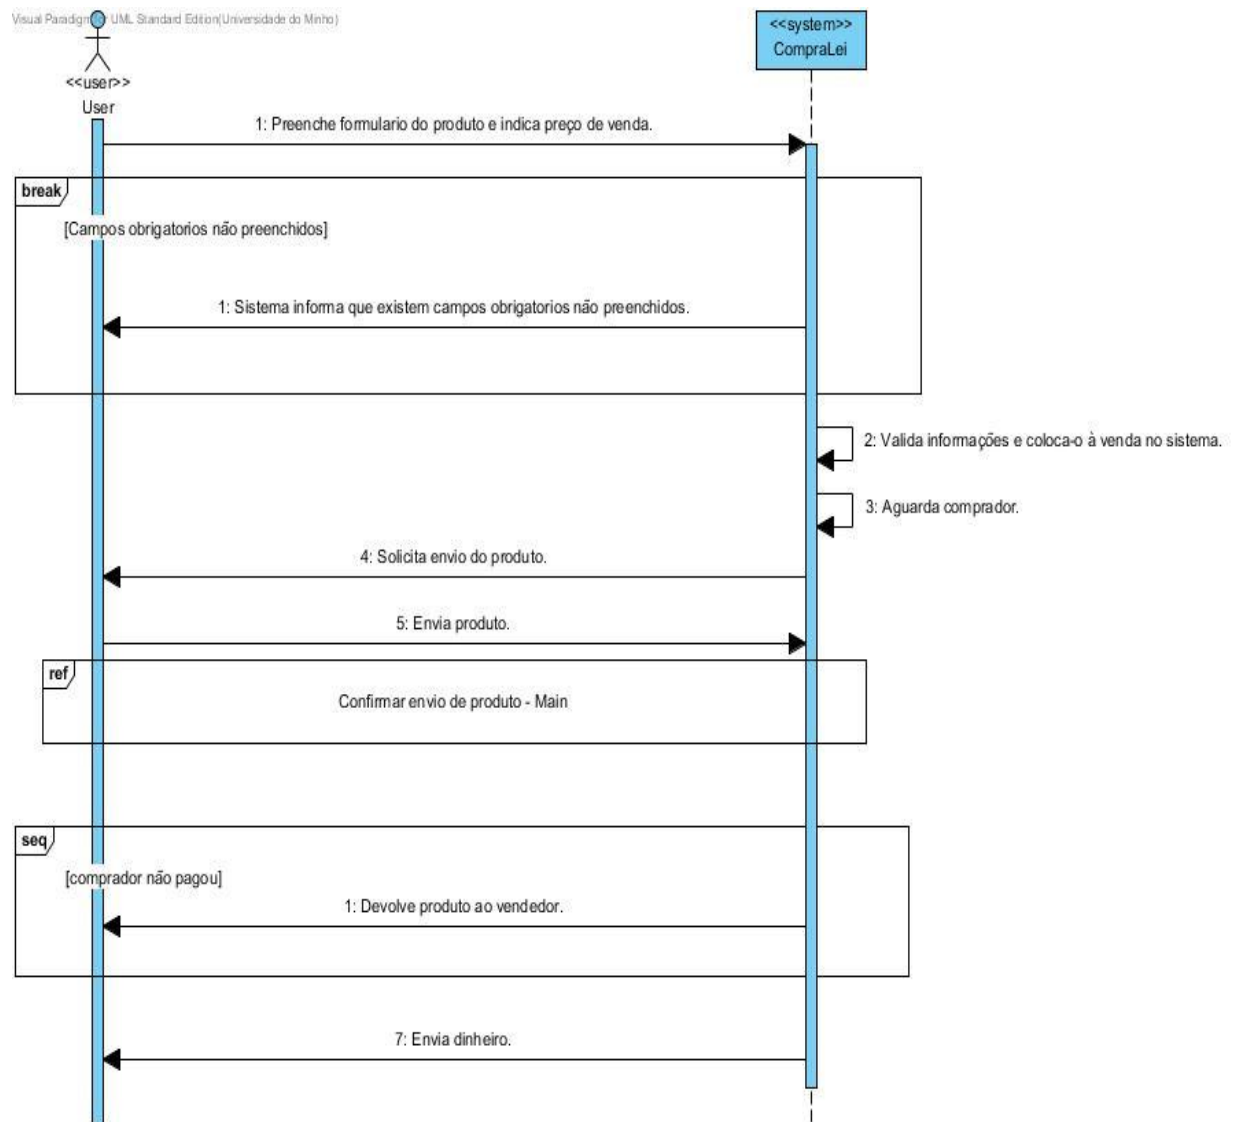 Visual Paradigm for UML Standard Edition(Universidade do Minho)
<<user>>
User
<<system>>
CompraLei
1: Preenche formulario do produto e indica preço de venda.
break
[Campos obrigatorios não preenchidos]
1: Sistema informa que existem campos obrigatorios não preenchidos.
2: Valida informações e coloca-o à venda no sistema.
3: Aguarda comprador.
4: Solicita envio do produto.
5: Envia produto.
ref
Confirmar envio de produto - Main
seq
[comprador não pagou]
1: Devolve produto ao vendedor.
7: Envia dinheiro.